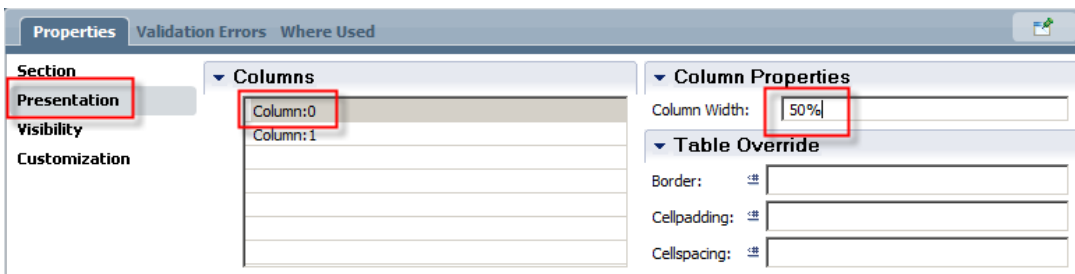 Properties Validation Errors Where Used
Section
Presentation
Visibility
Customization
Columns
Column:0
Column:1
Column Properties
Column Width: 50%
Table Override
Border:
Cellpadding:
Cellspacing: